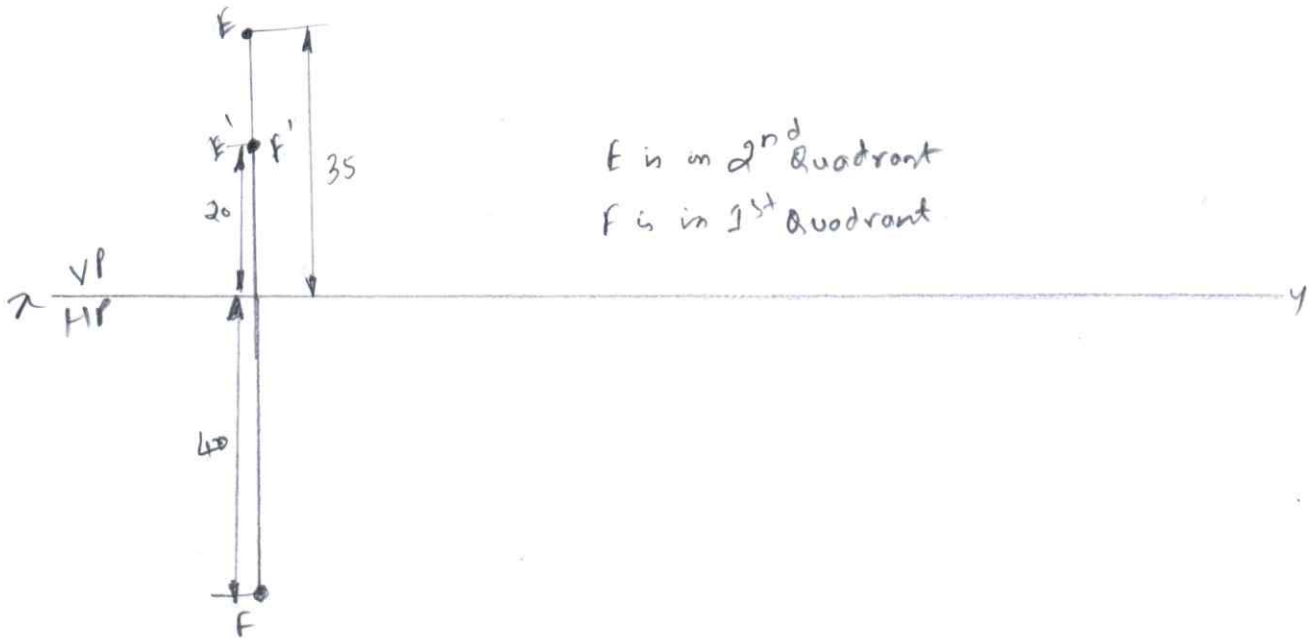 E
E' F'
35
20
E is in 2nd Quadrant
F is in 1st Quadrant
VP
x y
HP
40
F